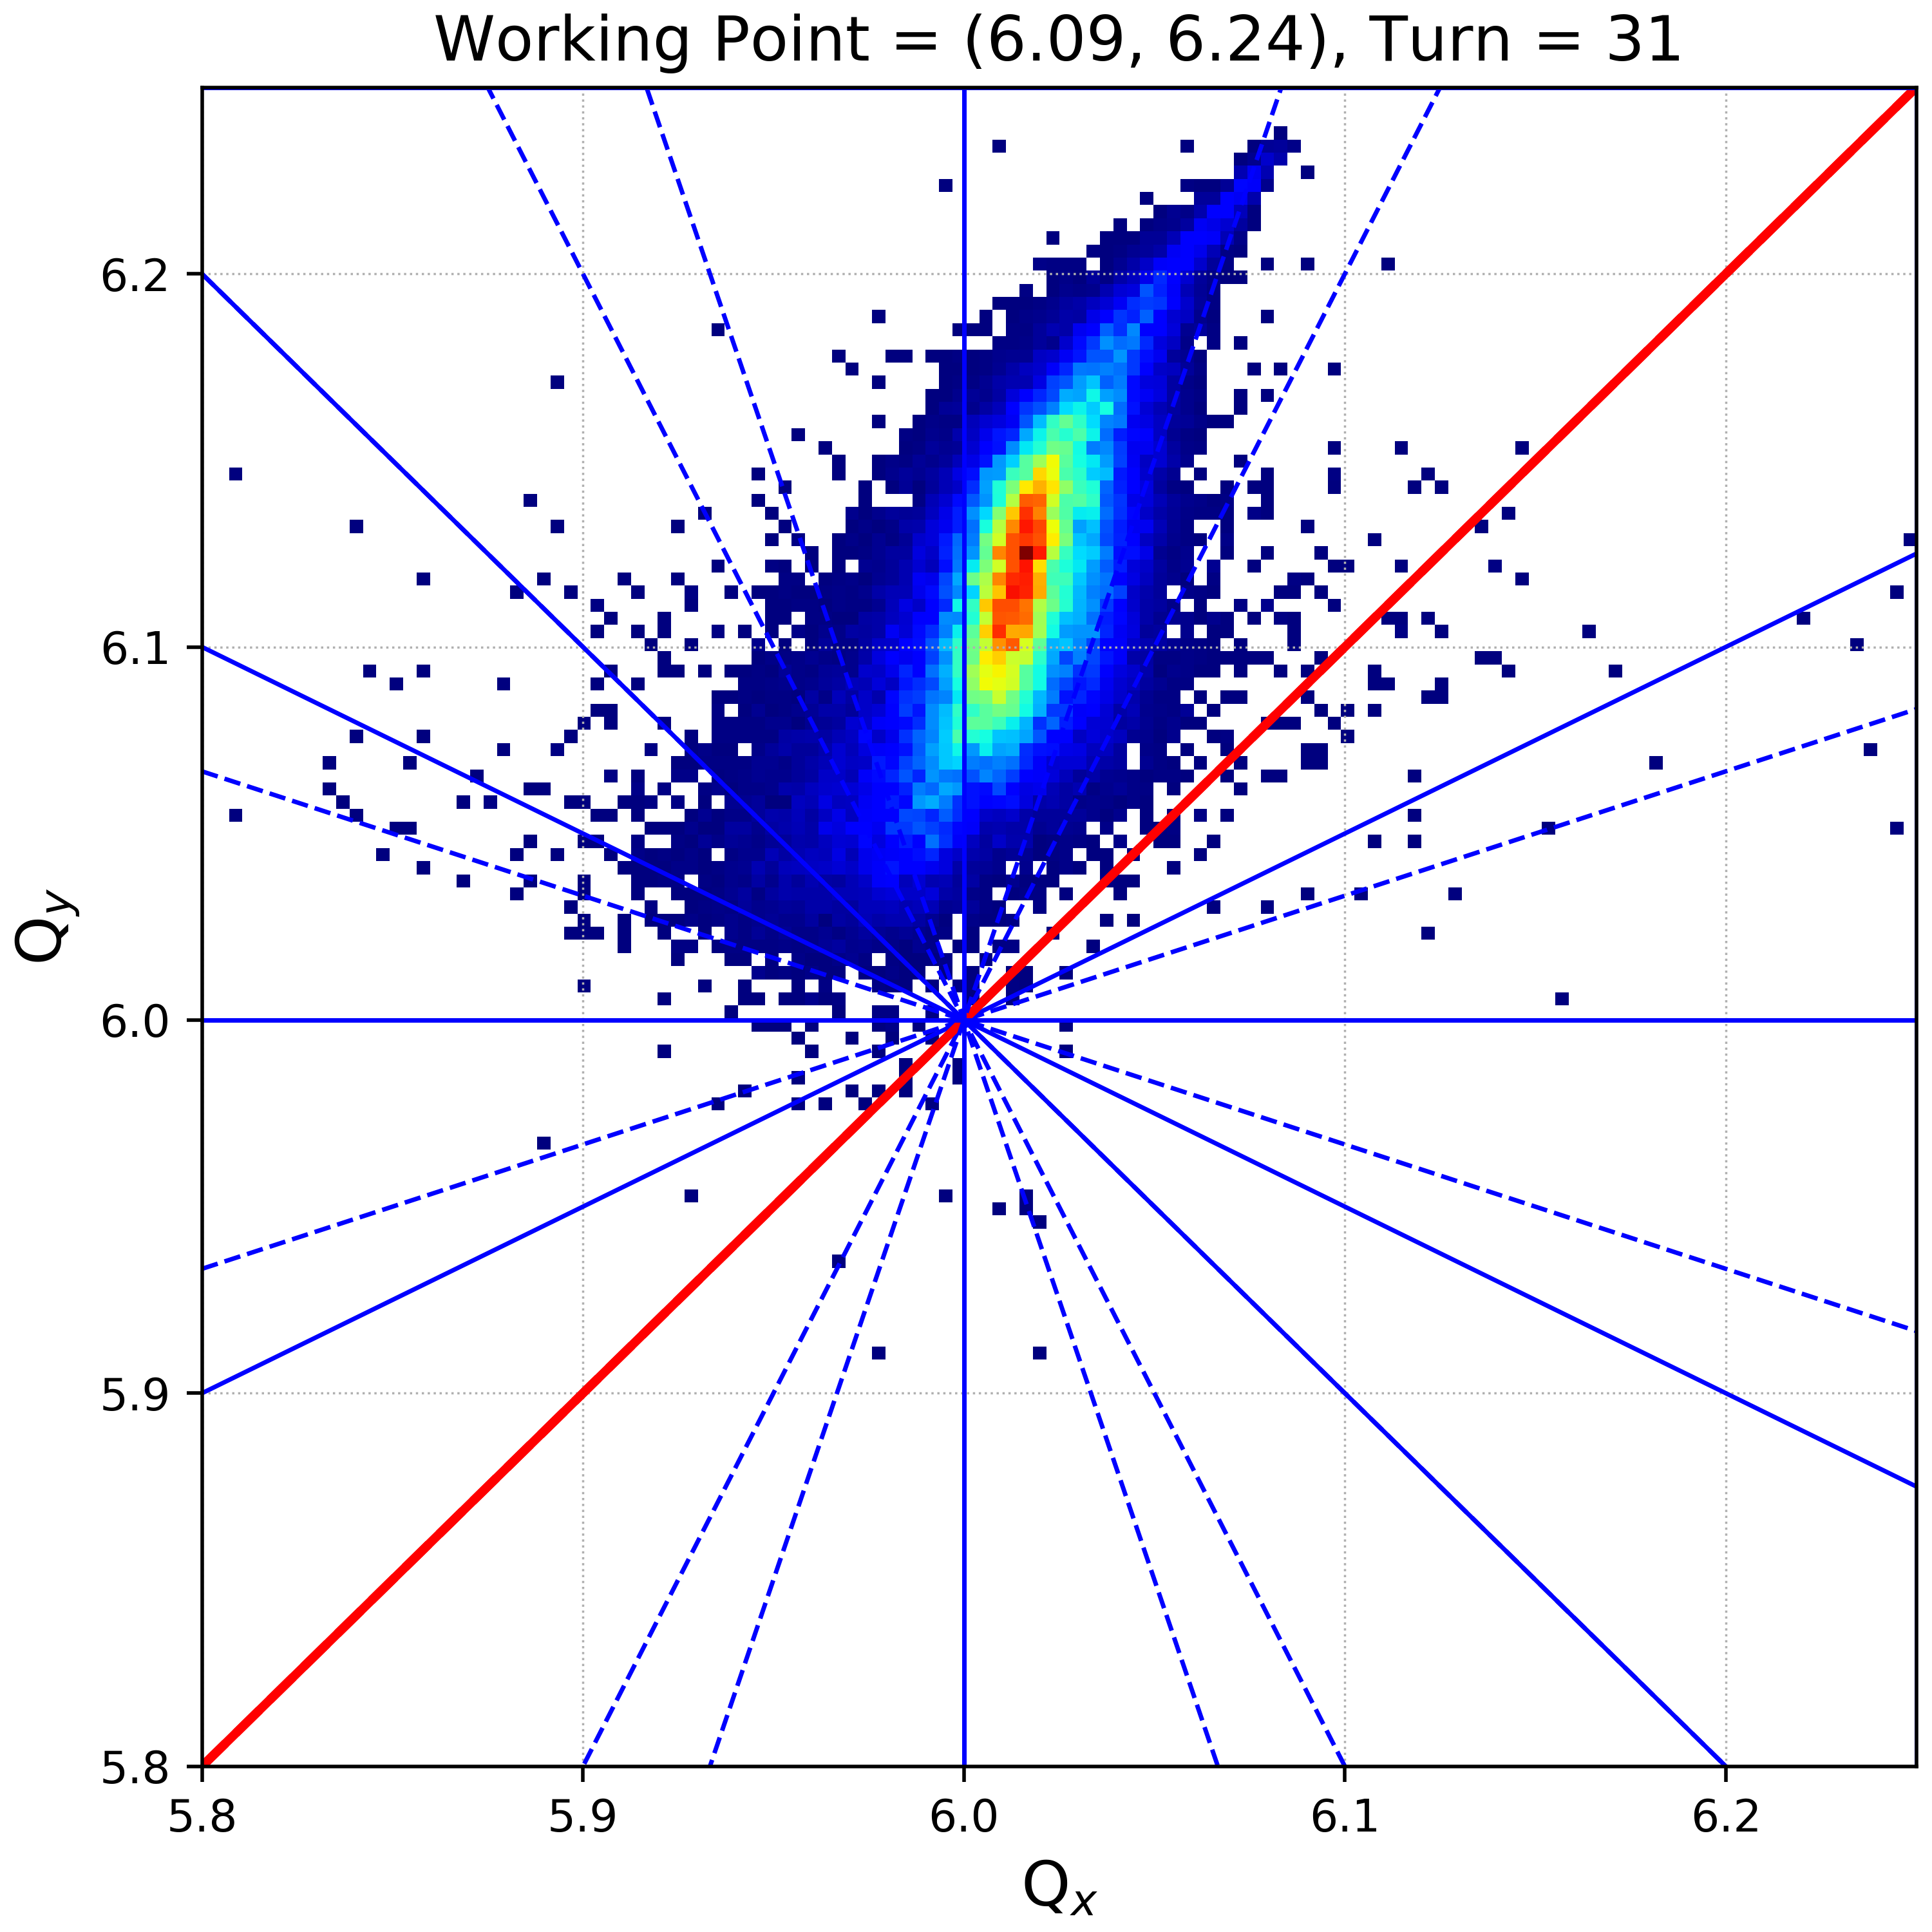 Working Point = (6.09, 6.24), Turn = 31
6.2
6.1
6.0
5.9
5.8
Qy
5.8 5.9 6.0 6.1 6.2
Qx